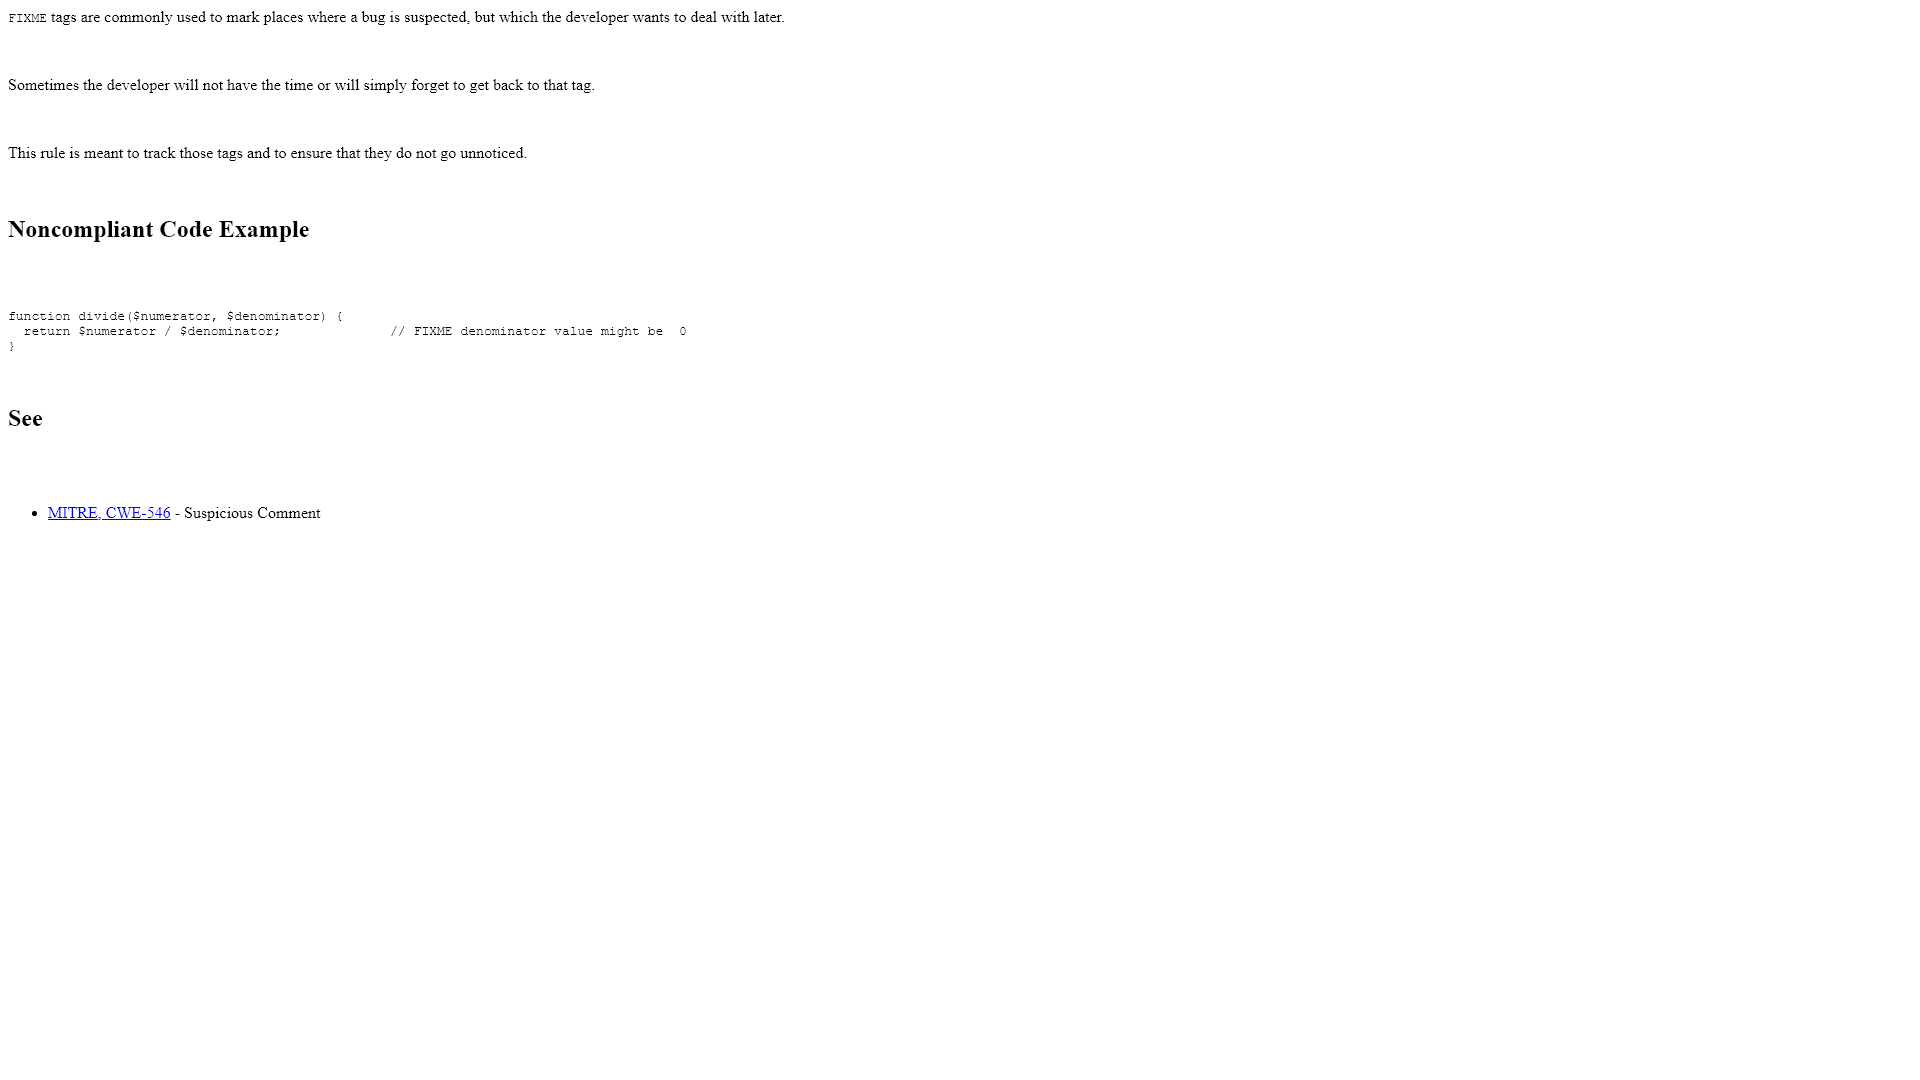 FIXME tags are commonly used to mark places where a bug is suspected, but which the developer wants to deal with later.
Sometimes the developer will not have the time or will simply forget to get back to that tag.
This rule is meant to track those tags and to ensure that they do not go unnoticed.
Noncompliant Code Example
function divide($numerator, $denominator) {
  return $numerator / $denominator;              // FIXME denominator value might be  0
}
See
• MITRE, CWE-546 - Suspicious Comment